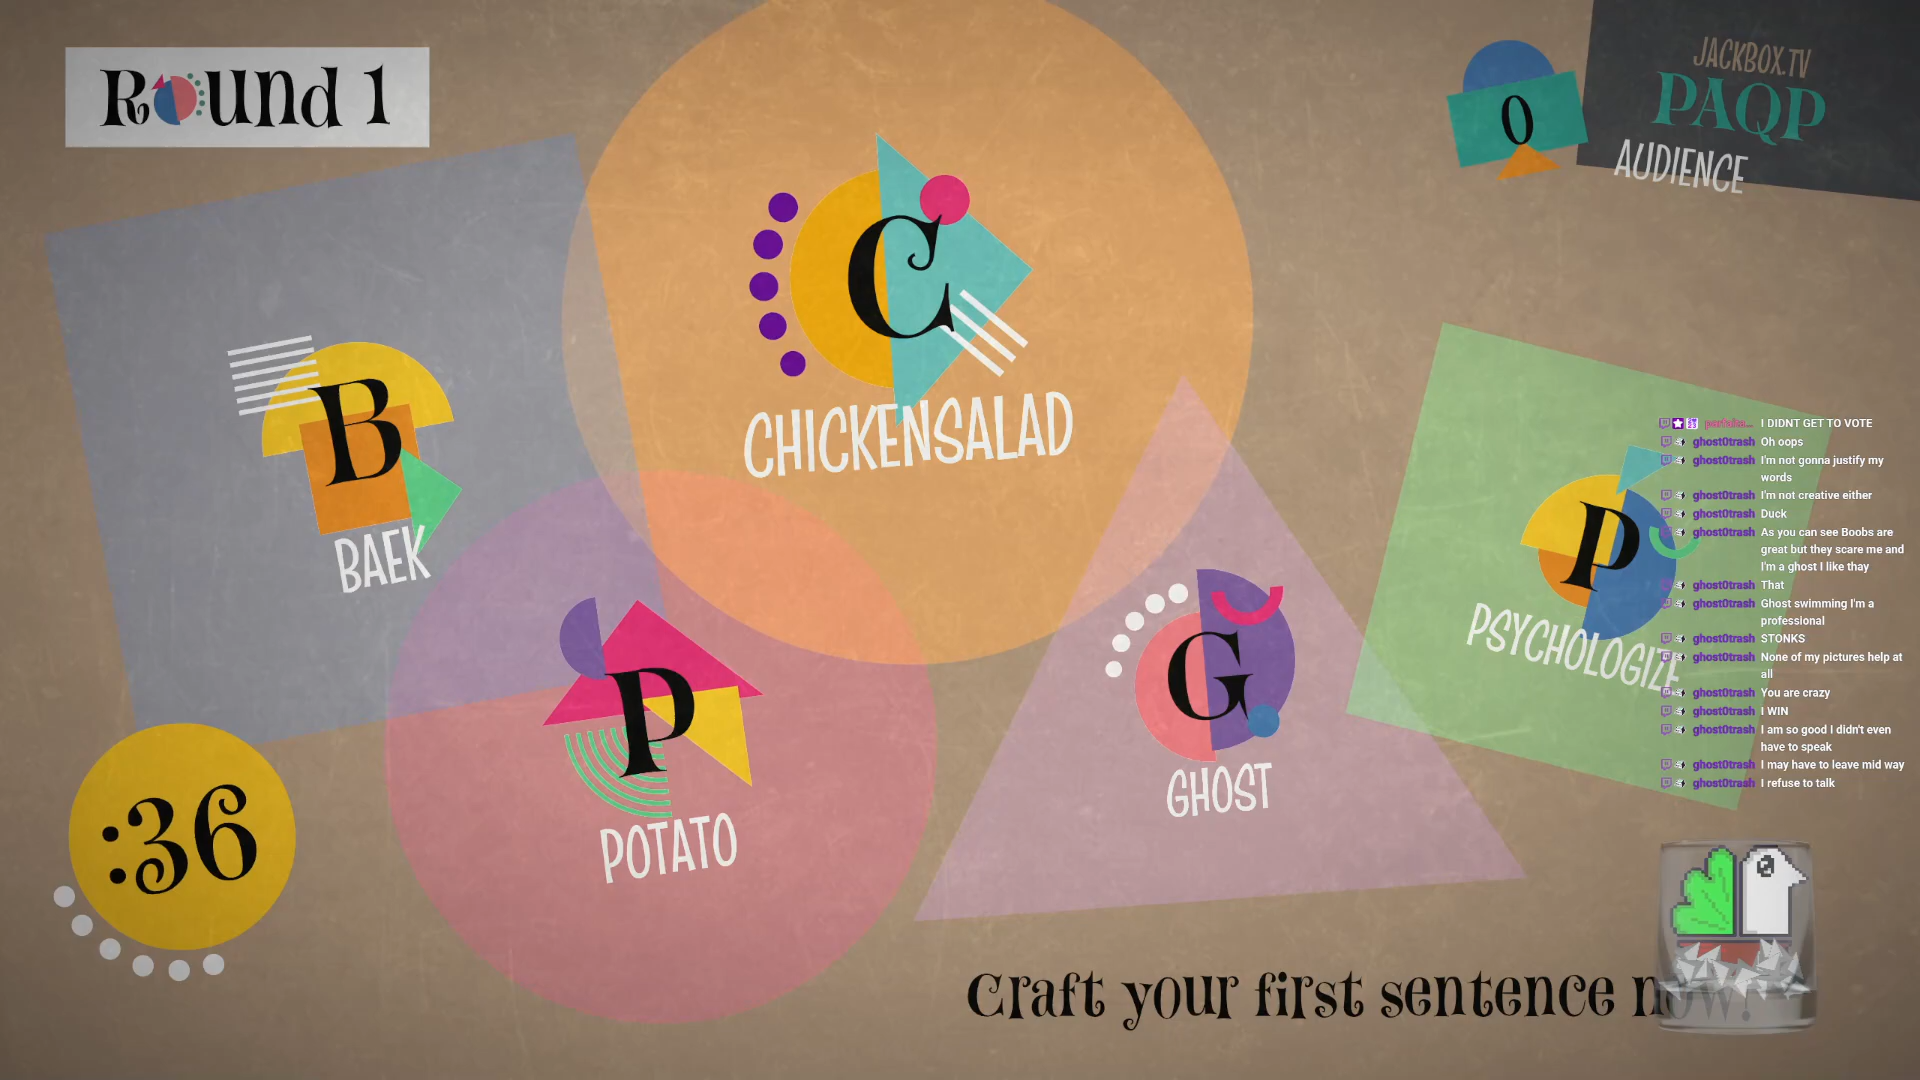 Round 1
JACKBOX.TV
PAQP
AUDIENCE
0
C
CHICKENSALAD
B
BAEK
P
POTATO
G
GHOST
P
PSYCHOLOGIZE
:36
I DIDNT GET TO VOTE
ghost0trash Oh oops
ghost0trash I'm not gonna justify my
words
ghost0trash I'm not creative either
ghost0trash Duck
ghost0trash As you can see Boobs are
great but they scare me and
I'm a ghost I like thay
ghost0trash That
ghost0trash Ghost swimming I'm a
professional
ghost0trash STONKS
ghost0trash None of my pictures help at
all
ghost0trash You are crazy
ghost0trash I WIN
ghost0trash I am so good I didn't even
have to speak
ghost0trash I may have to leave mid way
ghost0trash I refuse to talk
Craft your first sentence now!